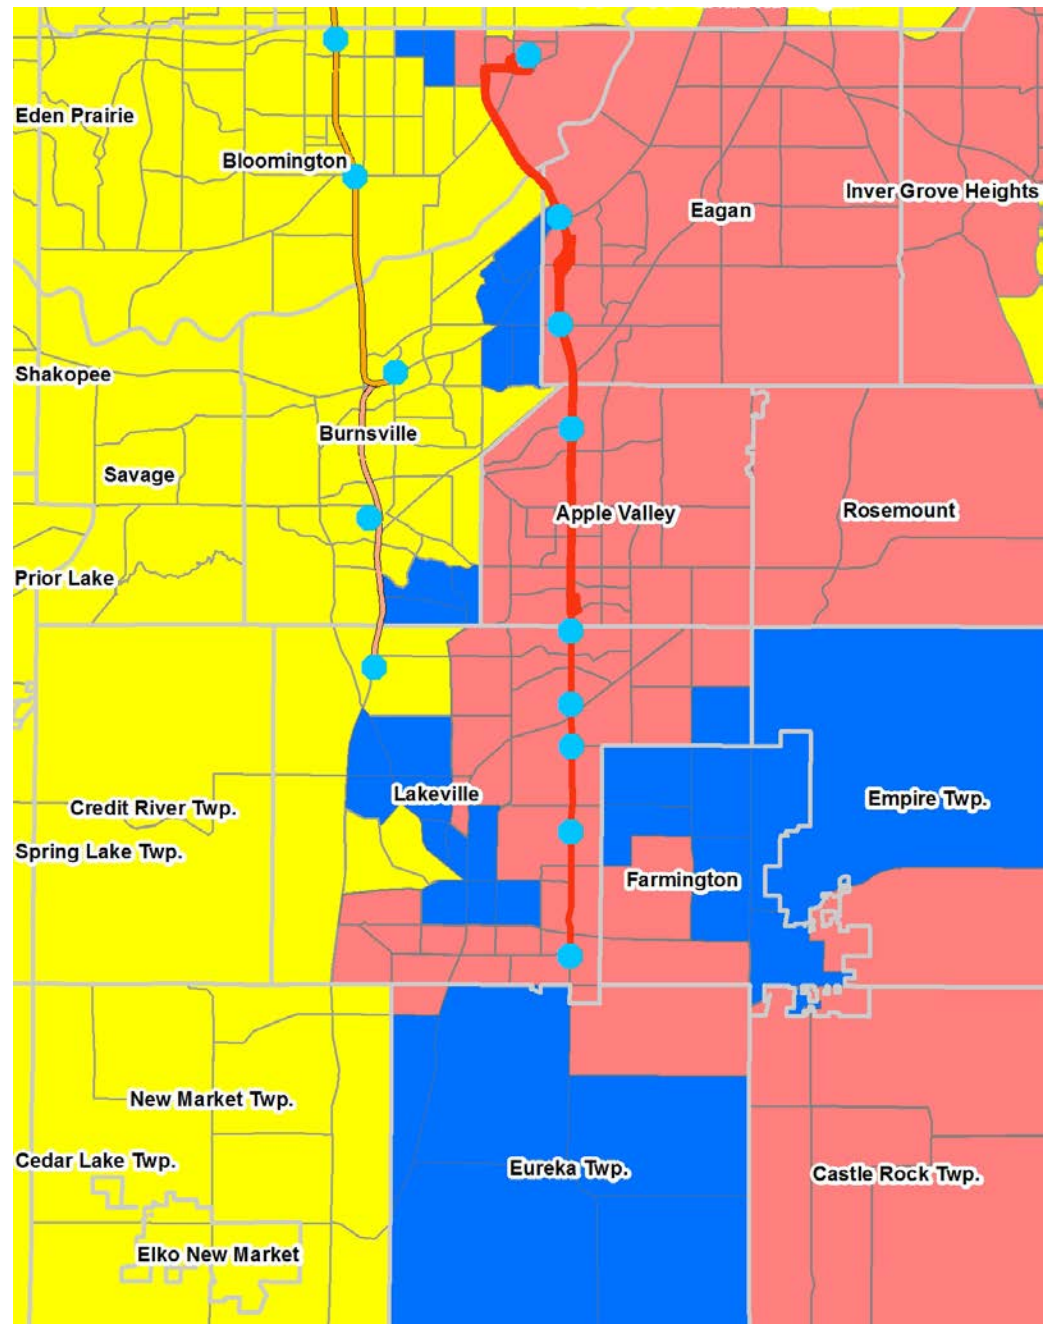 Eden Prairie
Bloomington
Inver Grove Heights
Eagan
Shakopee
Burnsville
Savage
Apple Valley
Rosemount
Prior Lake
Lakeville
Empire Twp.
Credit River Twp.
Spring Lake Twp.
Farmington
New Market Twp.
Cedar Lake Twp.
Eureka Twp.
Castle Rock Twp.
Elko New Market